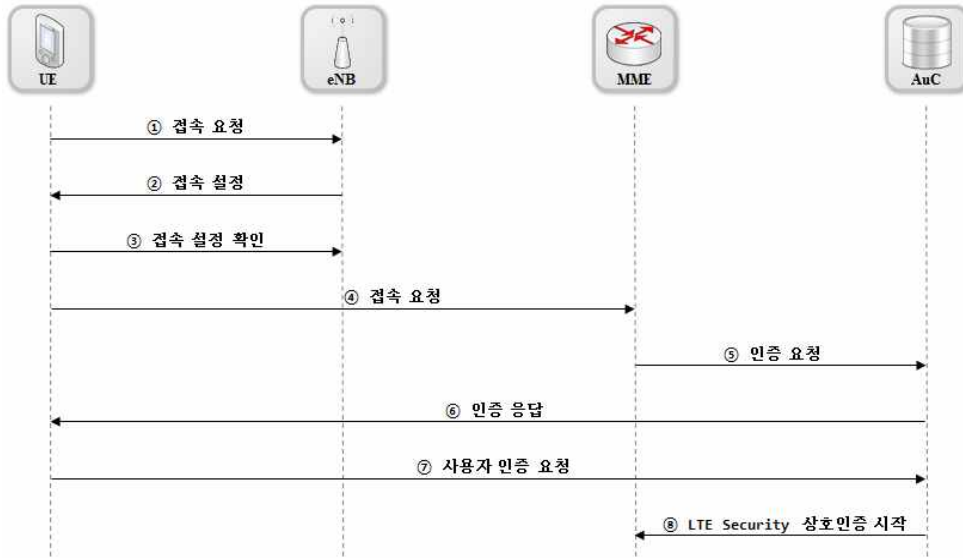 UE eNB MME AuC
① 접속 요청
② 접속 설정
③ 접속 설정 확인
④ 접속 요청
⑤ 인증 요청
⑥ 인증 응답
⑦ 사용자 인증 요청
⑧ LTE Security 상호인증 시작